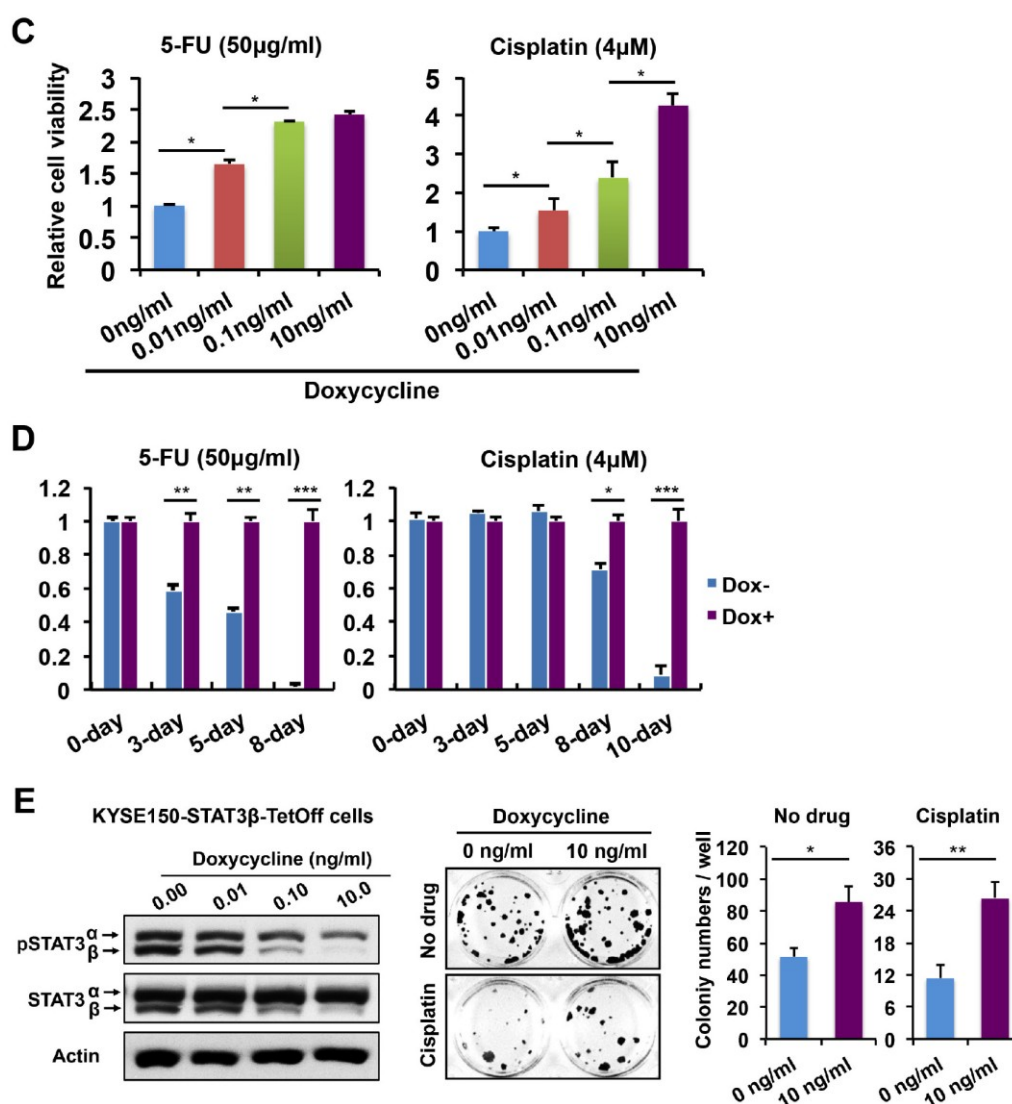 C
5-FU (50µg/ml)
Cisplatin (4µM)
Relative cell viability
3
2.5
2
1.5
1
0.5
0
* *
5
4
3
2
1
0
* * *
0ng/ml 0.01ng/ml 0.1ng/ml 10ng/ml
0ng/ml 0.01ng/ml 0.1ng/ml 10ng/ml
Doxycycline
D
5-FU (50µg/ml)
Cisplatin (4µM)
1.2
1
0.8
0.6
0.4
0.2
0
** ** ***
1.2
1
0.8
0.6
0.4
0.2
0
* ***
0-day 3-day 5-day 8-day
0-day 3-day 5-day 8-day 10-day
Dox-
Dox+
E
KYSE150-STAT3β-TetOff cells
Doxycycline (ng/ml)
0.00 0.01 0.10 10.0
pSTAT3 α→
β→
STAT3 α→
β→
Actin
Doxycycline
0 ng/ml 10 ng/ml
No drug
Cisplatin
No drug
Cisplatin
Coloniy numbers / well
120
100
80
60
40
20
0
*
36
30
24
18
12
6
0
**
0 ng/ml 10 ng/ml
0 ng/ml 10 ng/ml